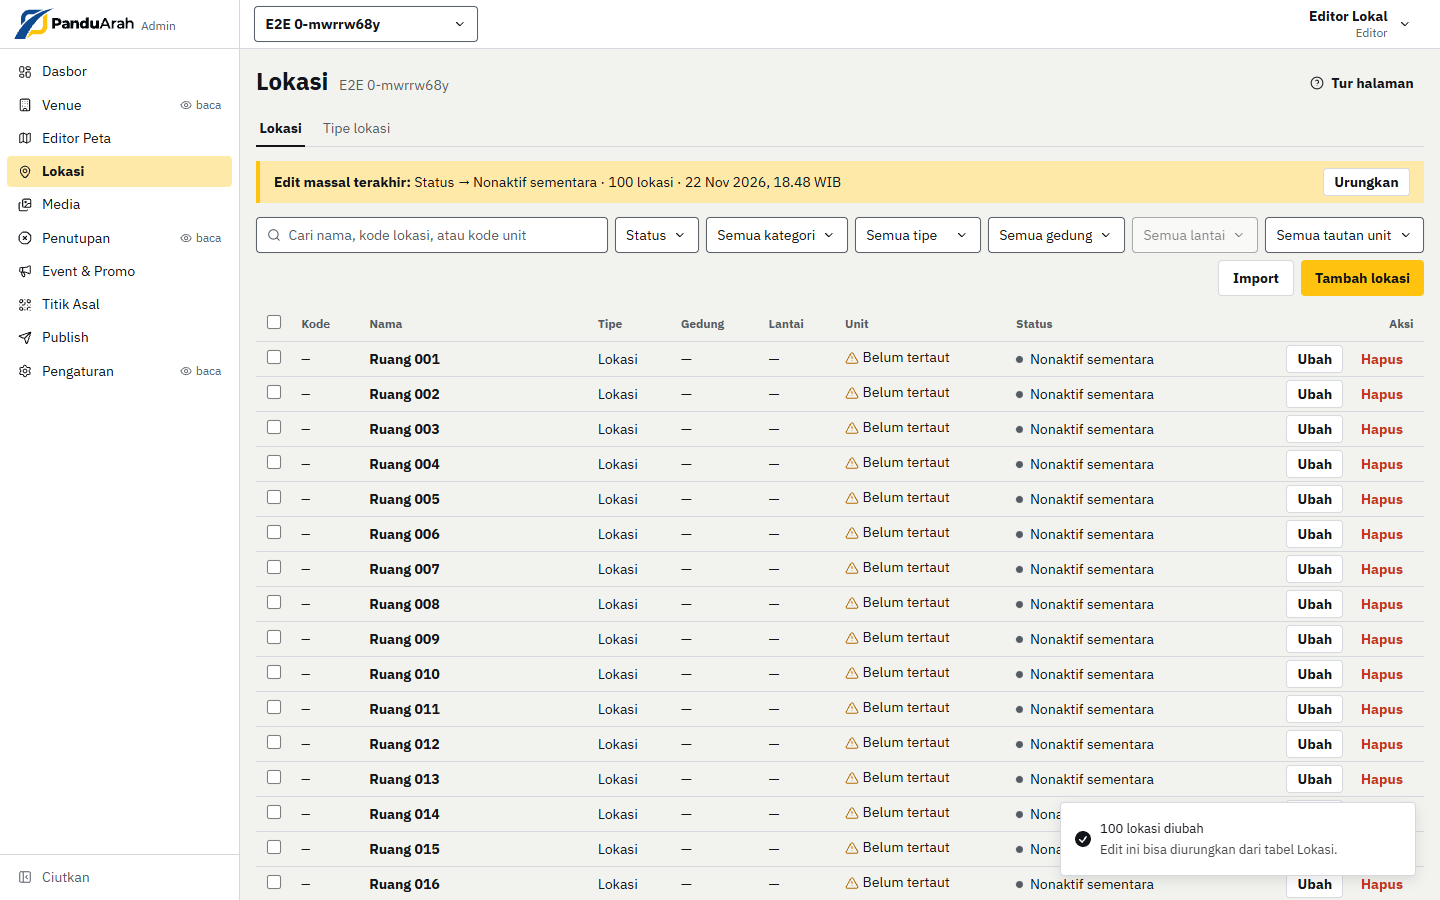 PanduArah Admin
E2E 0-mwrrw68y
Editor Lokal
Editor
Dasbor
Venue baca
Editor Peta
Lokasi
Media
Penutupan baca
Event & Promo
Titik Asal
Publish
Pengaturan baca
Ciutkan
Lokasi E2E 0-mwrrw68y
Tur halaman
Lokasi Tipe lokasi
Edit massal terakhir: Status → Nonaktif sementara · 100 lokasi · 22 Nov 2026, 18.48 WIB
Urungkan
Cari nama, kode lokasi, atau kode unit Status Semua kategori Semua tipe Semua gedung Semua lantai Semua tautan unit
Import Tambah lokasi
Kode Nama Tipe Gedung Lantai Unit Status Aksi
— Ruang 001 Lokasi — — Belum tertaut Nonaktif sementara Ubah Hapus
— Ruang 002 Lokasi — — Belum tertaut Nonaktif sementara Ubah Hapus
— Ruang 003 Lokasi — — Belum tertaut Nonaktif sementara Ubah Hapus
— Ruang 004 Lokasi — — Belum tertaut Nonaktif sementara Ubah Hapus
— Ruang 005 Lokasi — — Belum tertaut Nonaktif sementara Ubah Hapus
— Ruang 006 Lokasi — — Belum tertaut Nonaktif sementara Ubah Hapus
— Ruang 007 Lokasi — — Belum tertaut Nonaktif sementara Ubah Hapus
— Ruang 008 Lokasi — — Belum tertaut Nonaktif sementara Ubah Hapus
— Ruang 009 Lokasi — — Belum tertaut Nonaktif sementara Ubah Hapus
— Ruang 010 Lokasi — — Belum tertaut Nonaktif sementara Ubah Hapus
— Ruang 011 Lokasi — — Belum tertaut Nonaktif sementara Ubah Hapus
— Ruang 012 Lokasi — — Belum tertaut Nonaktif sementara Ubah Hapus
— Ruang 013 Lokasi — — Belum tertaut Nonaktif sementara Ubah Hapus
— Ruang 014 Lokasi — — Belum tertaut Nona
— Ruang 015 Lokasi — — Belum tertaut Nona
— Ruang 016 Lokasi — — Belum tertaut Nonaktif sementara Ubah Hapus
100 lokasi diubah
Edit ini bisa diurungkan dari tabel Lokasi.